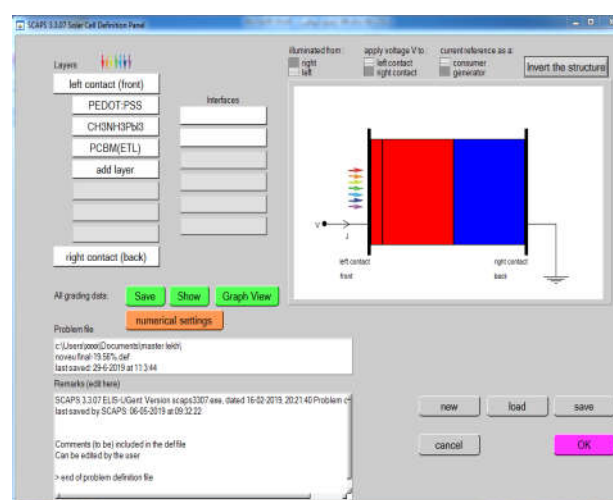 SCAPS 3.3.07 Solar Cell Definition Panel
Layers
left contact (front)
PEDOT:PSS
CH3NH3PbI3
PCBM(ETL)
add layer
right contact (back)
Interfaces
illuminated from:
right
left
apply voltage V to:
left contact
right contact
current reference as a:
consumer
generator
Invert the structure
V
J
left contact
front
right contact
back
All grading data:
Save
Show
Graph View
numerical settings
Problem file
noveu final-19.56%.def
last saved: 29-6-2019 at 11:3:44
Remarks (edit here)
SCAPS 3.3.07 ELIS-UGent: Version scaps3307.exe, dated 16-02-2019, 20:21:40 Problem
last saved by SCAPS: 06-05-2019 at 09:32:22
Comments (to be) included in the def file
Can be edited by the user
> end of problem definition file
new
load
save
cancel
OK